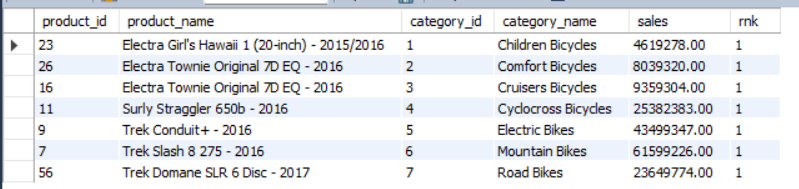 product_id product_name category_id category_name sales rnk
23 Electra Girl's Hawaii 1 (20-inch) - 2015/2016 1 Children Bicycles 4619278.00 1
26 Electra Townie Original 7D EQ - 2016 2 Comfort Bicycles 8039320.00 1
16 Electra Townie Original 7D EQ - 2016 3 Cruisers Bicycles 9359304.00 1
11 Surly Straggler 650b - 2016 4 Cyclocross Bicycles 25382383.00 1
9 Trek Conduit+ - 2016 5 Electric Bikes 43499347.00 1
7 Trek Slash 8 275 - 2016 6 Mountain Bikes 61599226.00 1
56 Trek Domane SLR 6 Disc - 2017 7 Road Bikes 23649774.00 1